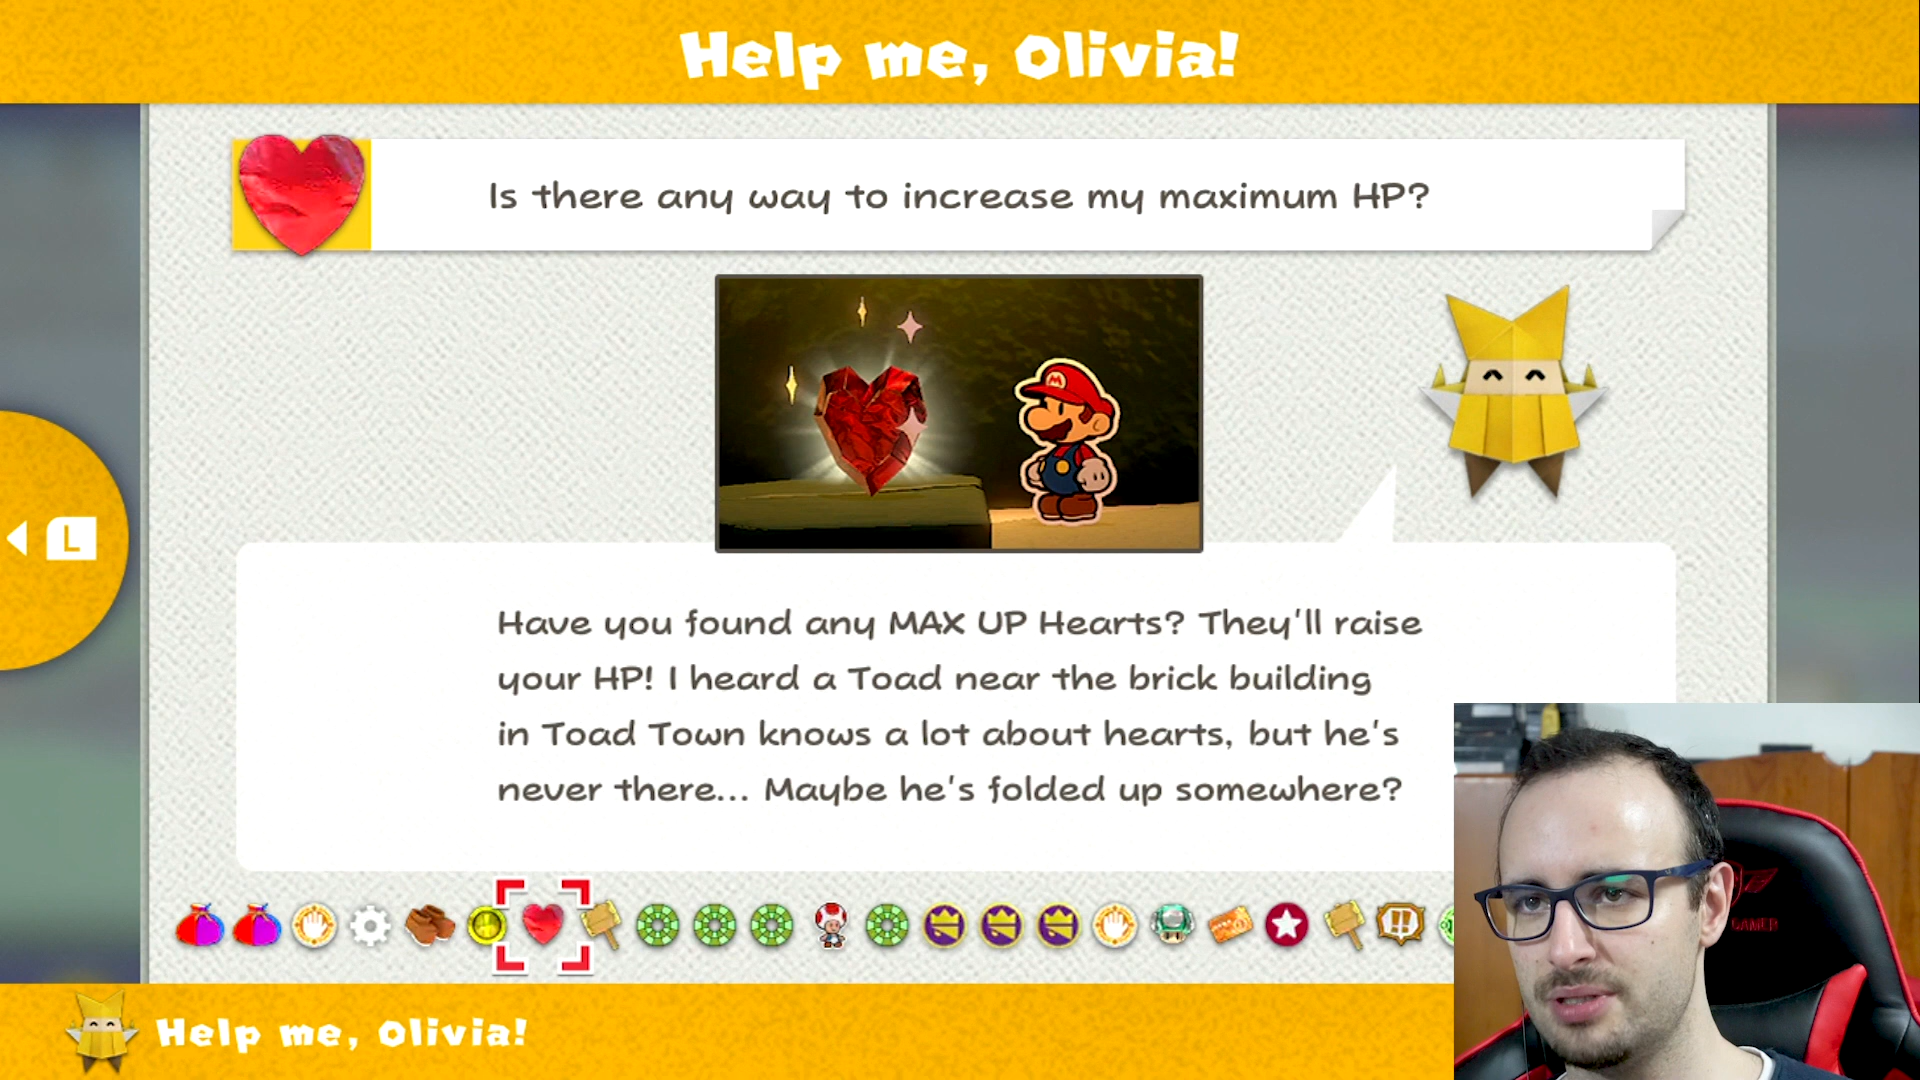 Help me, Olivia!
Is there any way to increase my maximum HP?
M
L
Have you found any MAX UP Hearts? They'll raise
your HP! I heard a Toad near the brick building
in Toad Town knows a lot about hearts, but he's
never there... Maybe he's folded up somewhere?
!!
GAMER
Help me, Olivia!